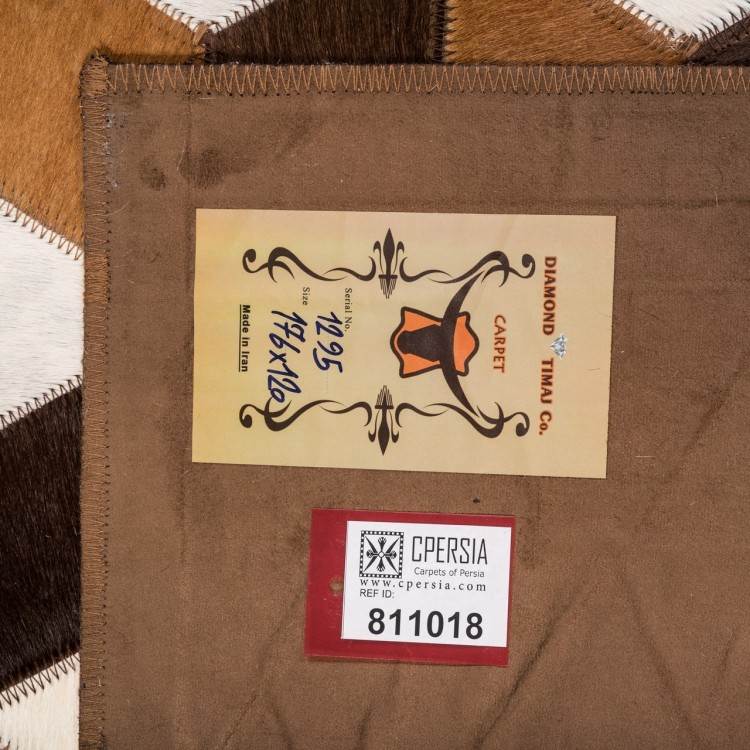 DIAMOND TIMAJ Co.
CARPET
Serial No. 1295
Size 176x120
Made in Iran
CPERSIA
Carpets of Persia
www.cpersia.com
REF ID:
811018